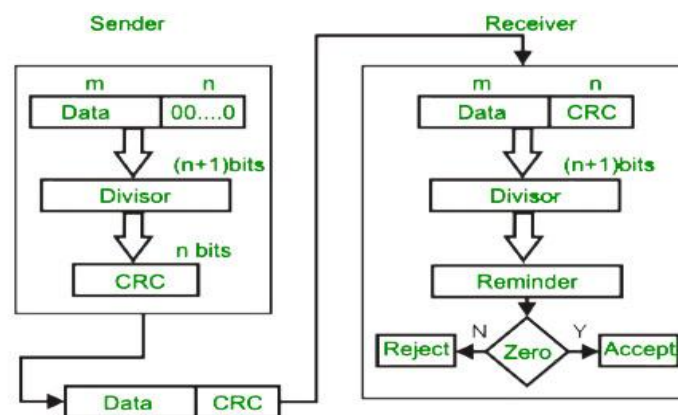 Sender
m n
Data 00....0
(n+1)bits
Divisor
n bits
CRC
Data CRC
Receiver
m n
Data CRC
(n+1)bits
Divisor
Reminder
N Y
Reject Zero Accept